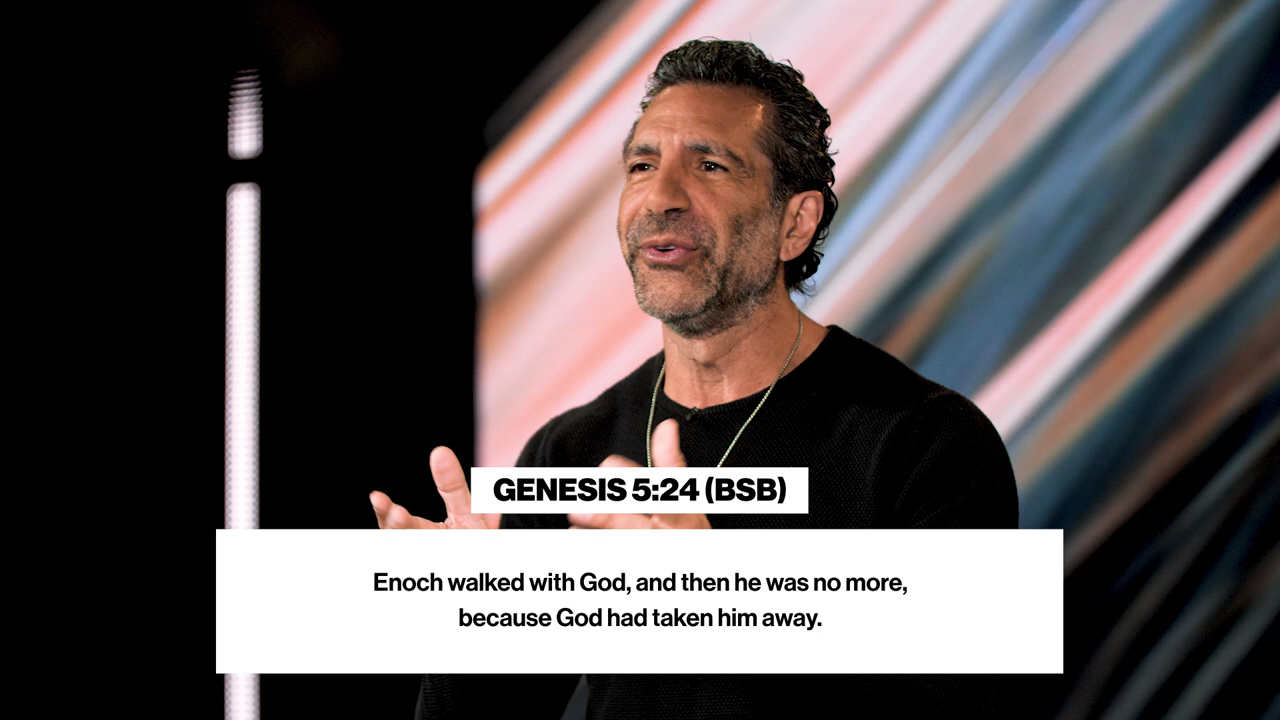 GENESIS 5:24 (BSB)
Enoch walked with God, and then he was no more,
because God had taken him away.